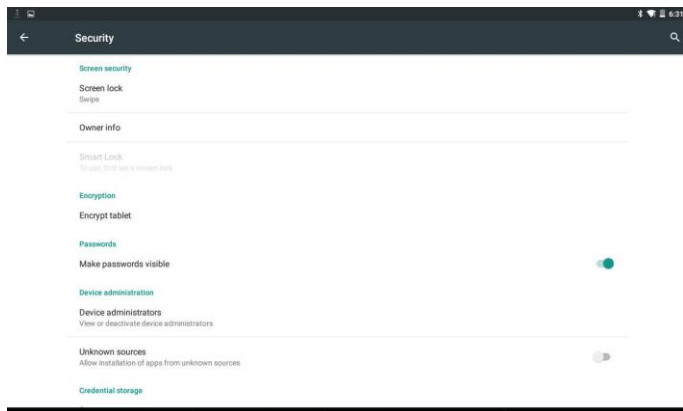 6:31
Security
Screen security
Screen lock
Swipe
Owner info
Smart Lock
To use, first set a screen lock
Encryption
Encrypt tablet
Passwords
Make passwords visible
Device administration
Device administrators
View or deactivate device administrators
Unknown sources
Allow installation of apps from unknown sources
Credential storage